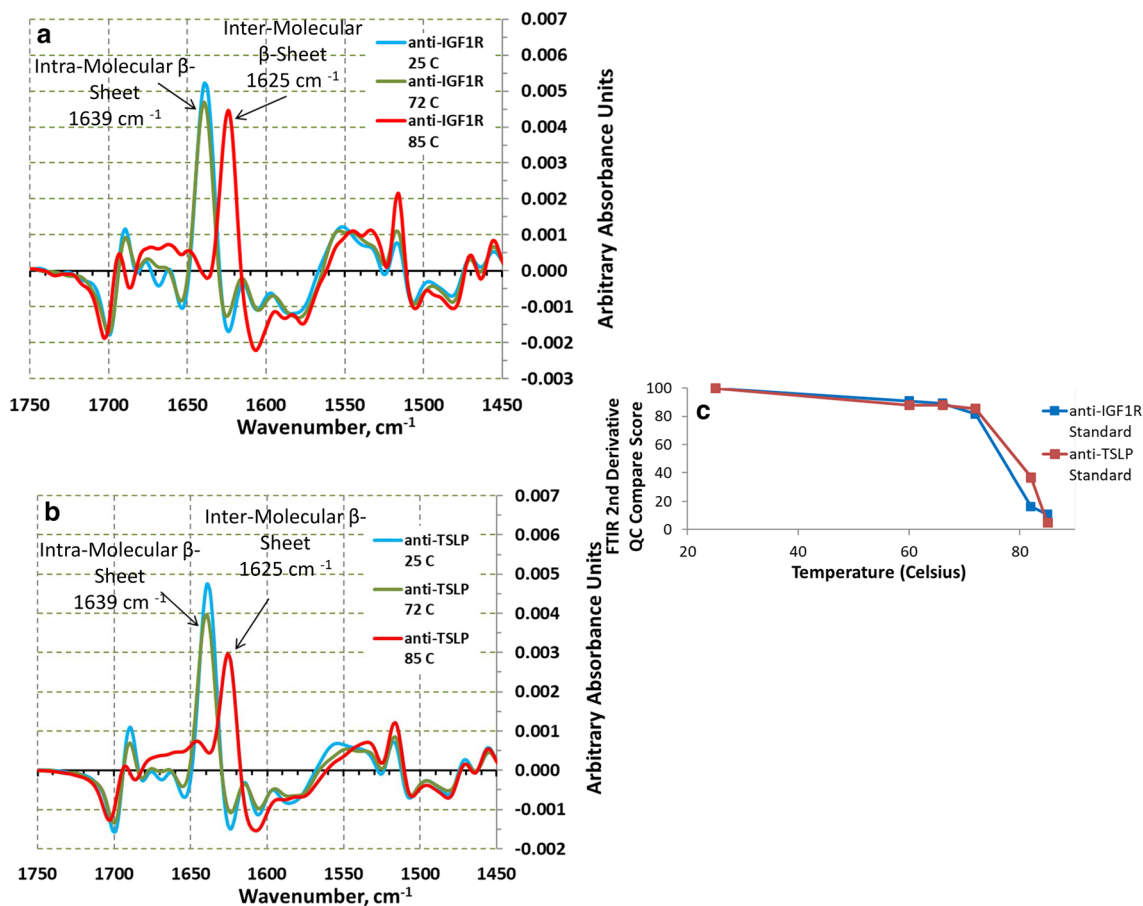 a
Inter-Molecular
β-Sheet
1625 cm -1
Intra-Molecular β-
Sheet
1639 cm -1
anti-IGF1R
25 C
anti-IGF1R
72 C
anti-IGF1R
85 C
0.007
0.006
0.005
0.004
0.003
0.002
0.001
0.000
-0.001
-0.002
-0.003
Arbitrary Absorbance Units
1750 1700 1650 1600 1550 1500 1450
Wavenumber, cm-1
b
Inter-Molecular β-
Sheet
1625 cm -1
Intra-Molecular β-
Sheet
1639 cm -1
anti-TSLP
25 C
anti-TSLP
72 C
anti-TSLP
85 C
0.007
0.006
0.005
0.004
0.003
0.002
0.001
0.000
-0.001
-0.002
Arbitrary Absorbance Units
1750 1700 1650 1600 1550 1500 1450
Wavenumber, cm -1
c
FTIR 2nd Derivative
QC Compare Score
100
80
60
40
20
0
20 40 60 80
Temperature (Celsius)
anti-IGF1R
Standard
anti-TSLP
Standard